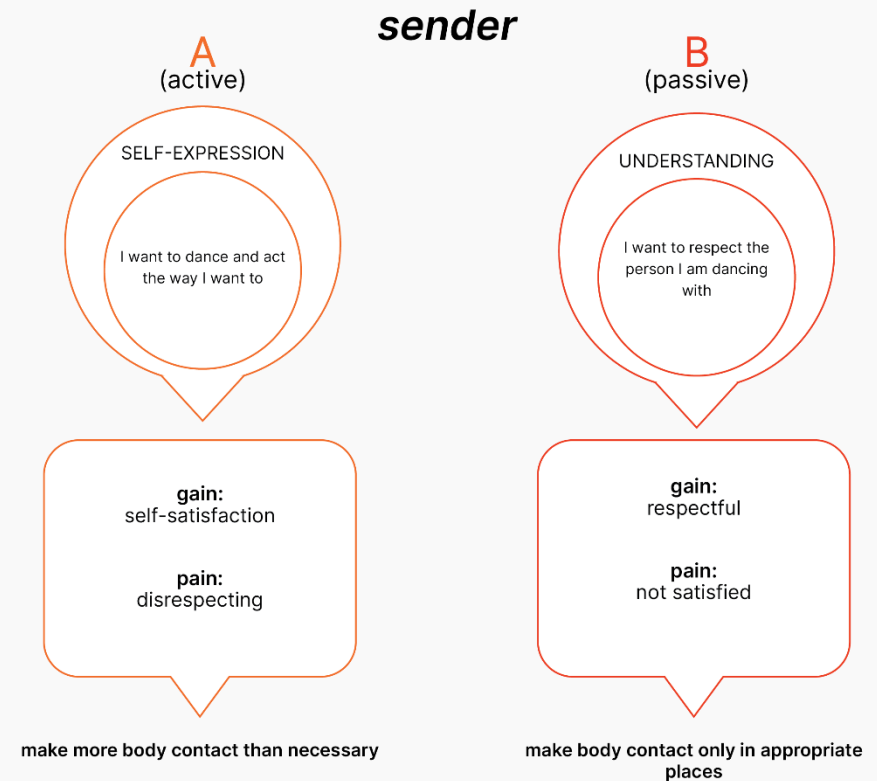 sender
A
(active)
SELF-EXPRESSION
I want to dance and act
the way I want to
gain:
self-satisfaction
pain:
disrespecting
make more body contact than necessary
B
(passive)
UNDERSTANDING
I want to respect the
person I am dancing
with
gain:
respectful
pain:
not satisfied
make body contact only in appropriate
places